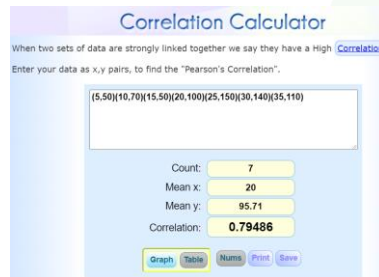 Correlation Calculator
When two sets of data are strongly linked together we say they have a High Correlatio
Enter your data as x,y pairs, to find the "Pearson's Correlation".
(5,50)(10,70)(15,50)(20,100)(25,150)(30,140)(35,110)
Count: 7
Mean x: 20
Mean y: 95.71
Correlation: 0.79486
Graph Table Nums Print Save